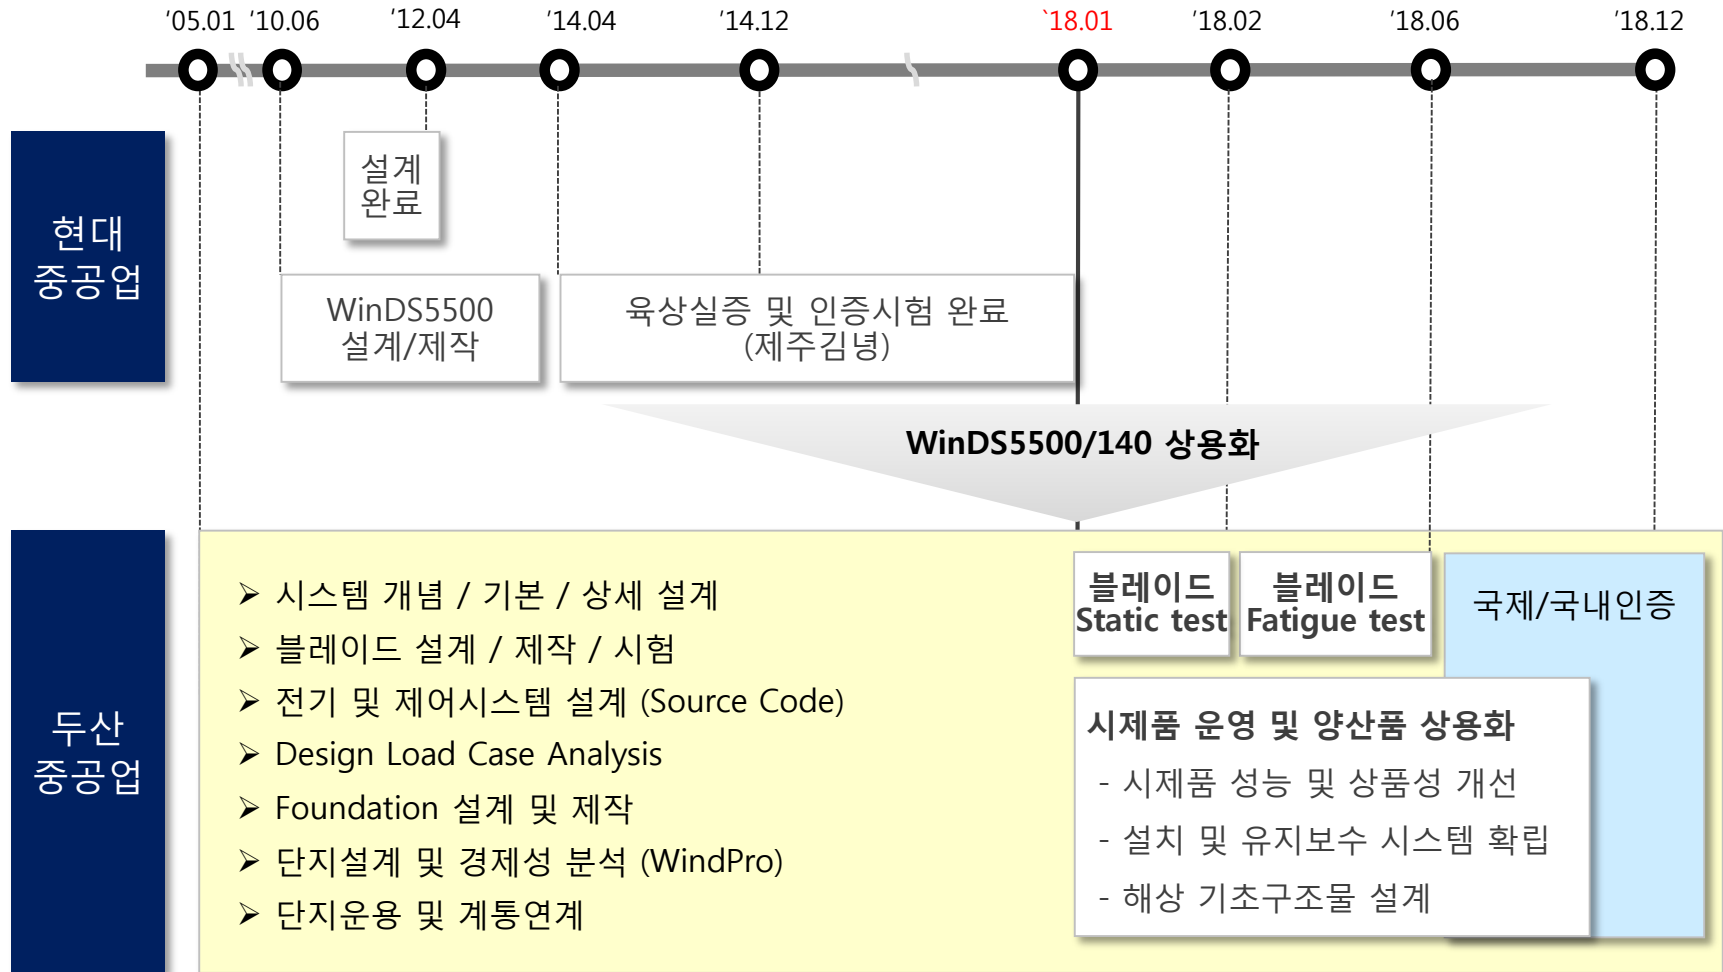 '05.01 '10.06 '12.04 '14.04 '14.12 `18.01 '18.02 '18.06 '18.12
현대
중공업
설계
완료
WinDS5500
설계/제작
육상실증 및 인증시험 완료
(제주김녕)
WinDS5500/140 상용화
두산
중공업
➢ 시스템 개념 / 기본 / 상세 설계
➢ 블레이드 설계 / 제작 / 시험
➢ 전기 및 제어시스템 설계 (Source Code)
➢ Design Load Case Analysis
➢ Foundation 설계 및 제작
➢ 단지설계 및 경제성 분석 (WindPro)
➢ 단지운용 및 계통연계
블레이드
Static test
블레이드
Fatigue test
국제/국내인증
시제품 운영 및 양산품 상용화
- 시제품 성능 및 상품성 개선
- 설치 및 유지보수 시스템 확립
- 해상 기초구조물 설계